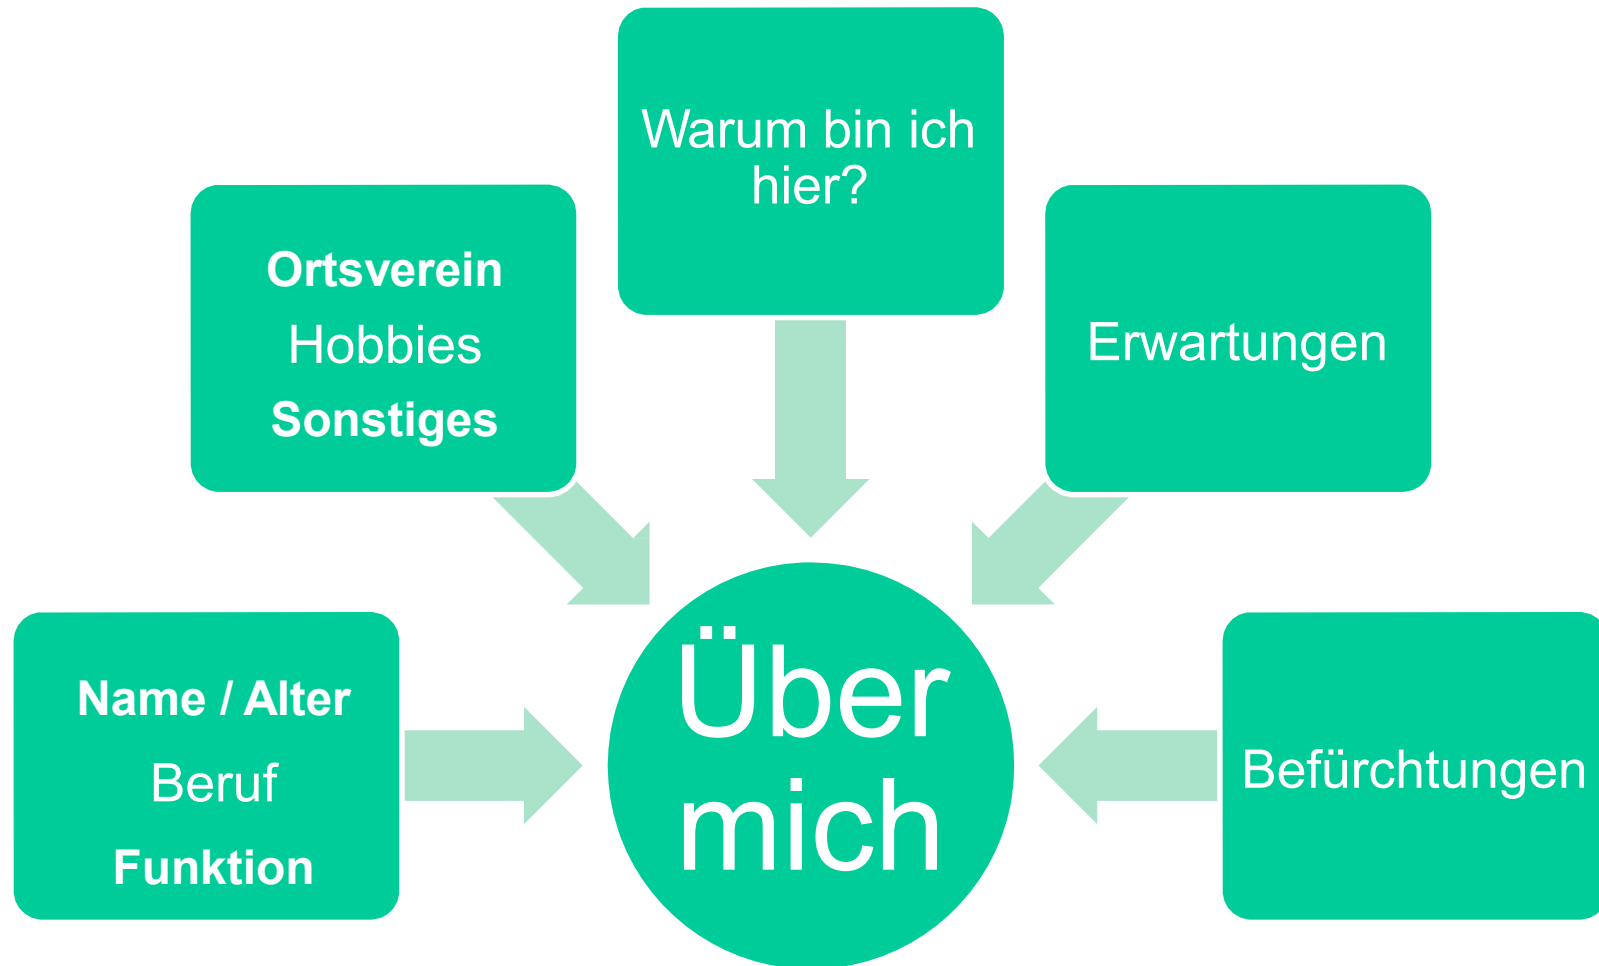 Warum bin ich
hier?
Ortsverein
Hobbies
Sonstiges
Erwartungen
Name / Alter
Beruf
Funktion
Über
mich
Befürchtungen